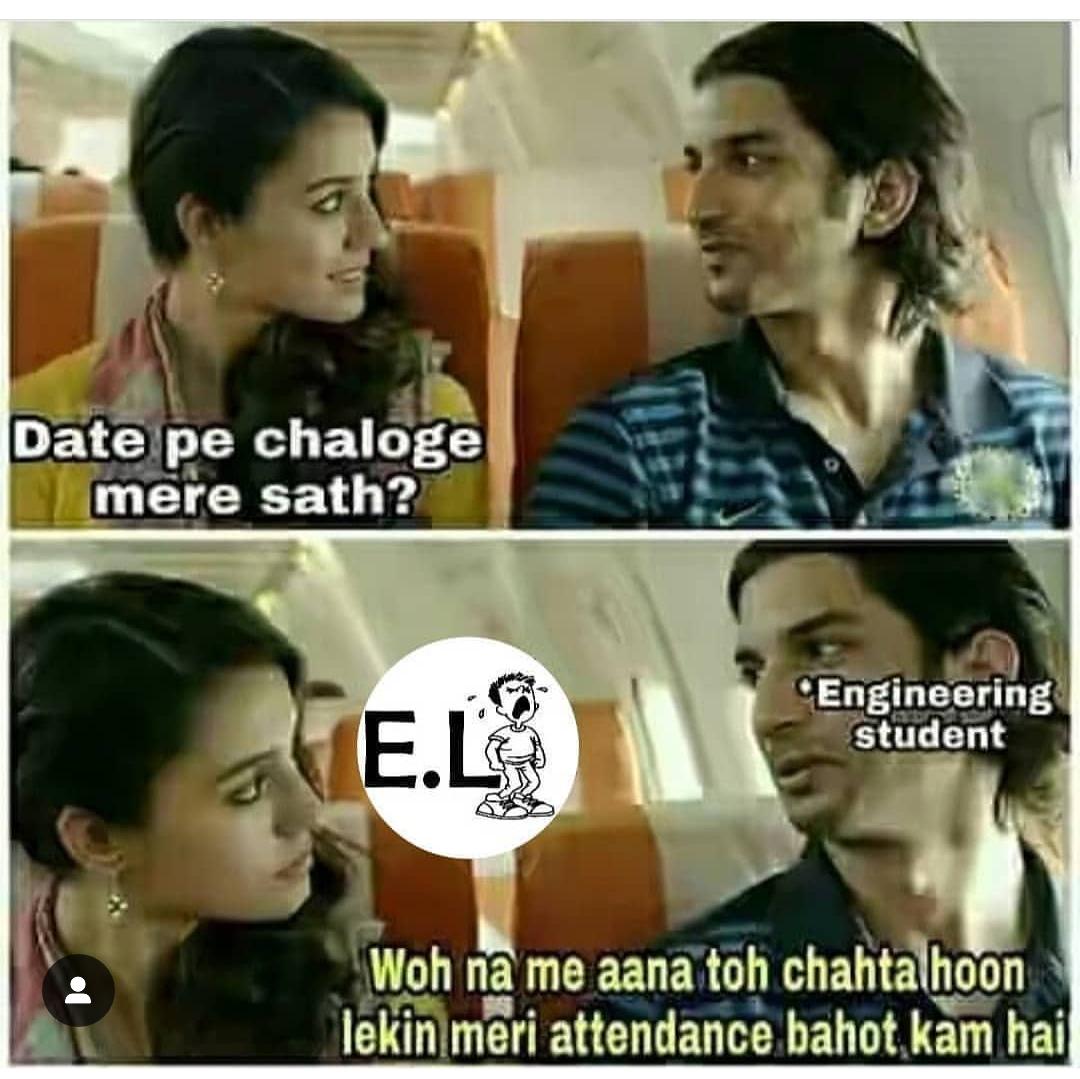 Date pe chaloge
mere sath?
E.L
*Engineering
student
Woh na me aana toh chahta hoon
lekin meri attendance bahot kam hai